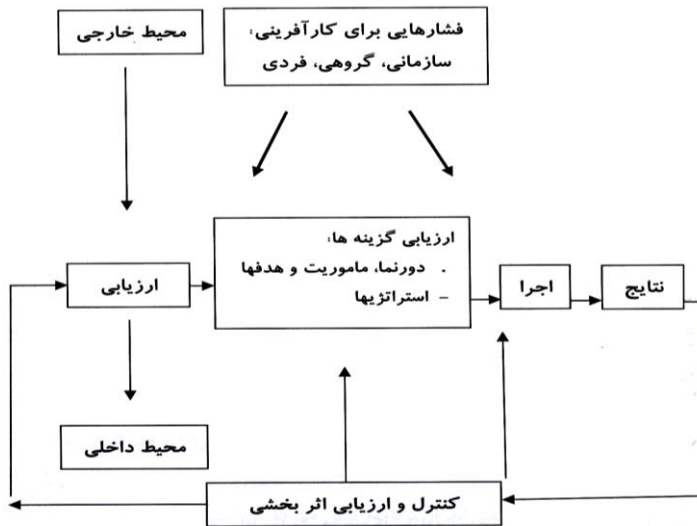 محیط خارجی
فشارهایی برای کارآفرینی:
سازمانی، گروهی، فردی
ارزیابی گزینه ها:
. دورنما، ماموریت و هدفها
– استراتژیها
ارزیابی
اجرا
نتایج
محیط داخلی
کنترل و ارزیابی اثر بخشی